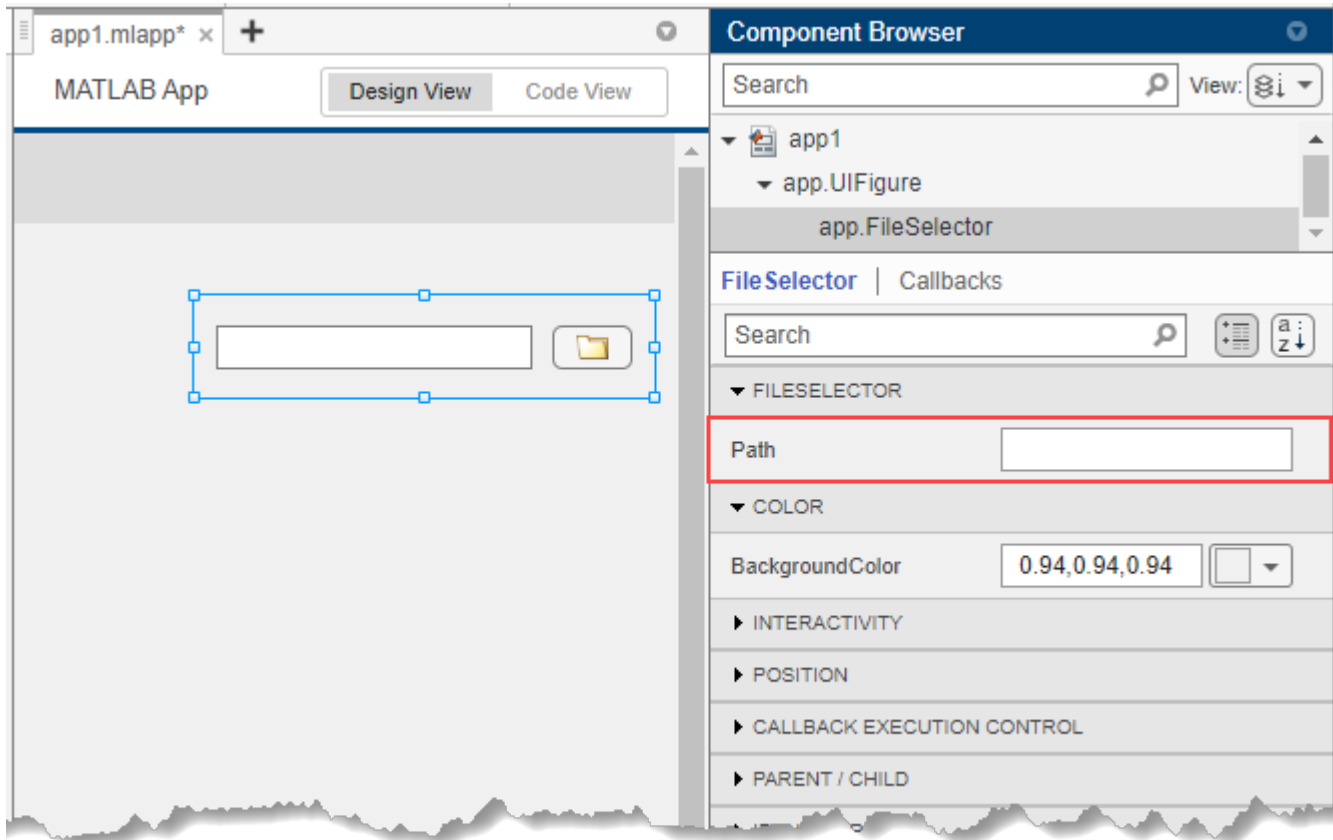 app1.mlapp* × +
MATLAB App
Design View
Code View
Component Browser
Search
View:
app1
app.UIFigure
app.FileSelector
FileSelector | Callbacks
Search
a z
FILESELECTOR
Path
COLOR
BackgroundColor
0.94,0.94,0.94
INTERACTIVITY
POSITION
CALLBACK EXECUTION CONTROL
PARENT / CHILD